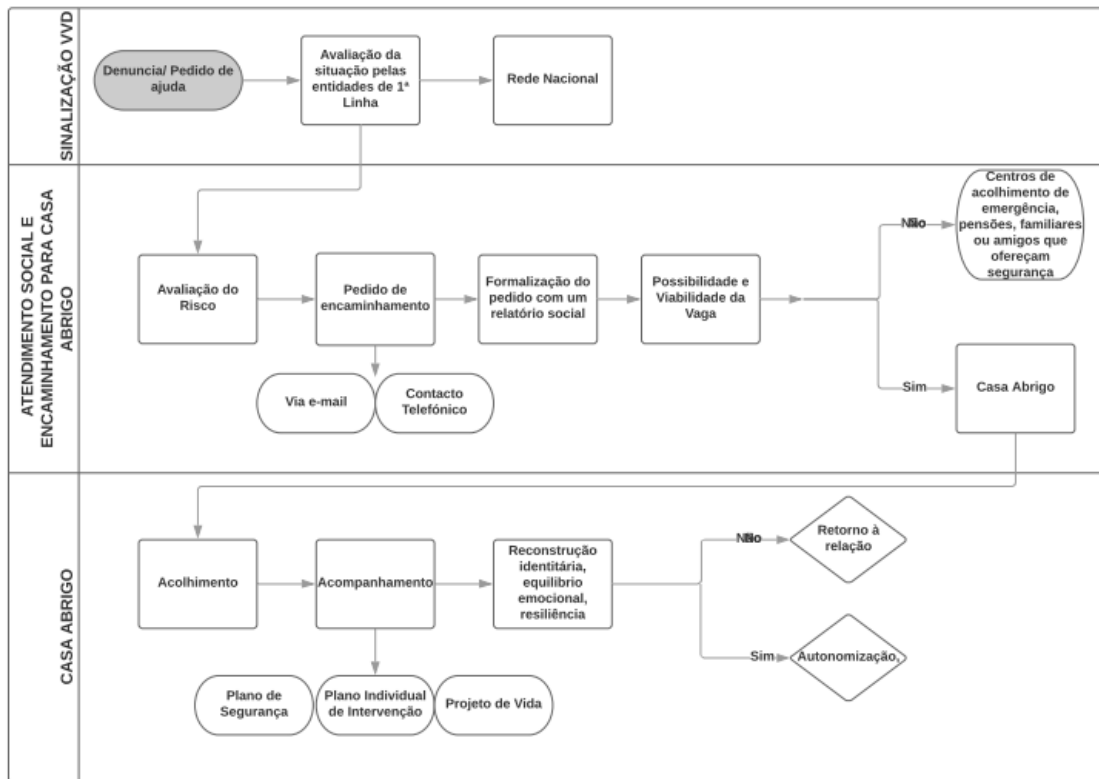 SINALIZAÇÃO VVD
Denuncia/ Pedido de
ajuda
Avaliação da
situação pelas
entidades de 1ª
Linha
Rede Nacional
ATENDIMENTO SOCIAL E
ENCAMINHAMENTO PARA CASA
ABRIGO
Avaliação do
Risco
Pedido de
encaminhamento
Via e-mail
Contacto
Telefónico
Formalização do
pedido com um
relatório social
Possibilidade e
Viabilidade da
Vaga
Não
Centros de
acolhimento de
emergência,
pensões, familiares
ou amigos que
ofereçam
segurança
Sim
Casa Abrigo
CASA ABRIGO
Acolhimento
Acompanhamento
Plano de
Segurança
Plano Individual
de Intervenção
Projeto de Vida
Reconstrução
identitária,
equilibrio
emocional,
resiliência
Não
Retorno à
relação
Sim
Autonomização,